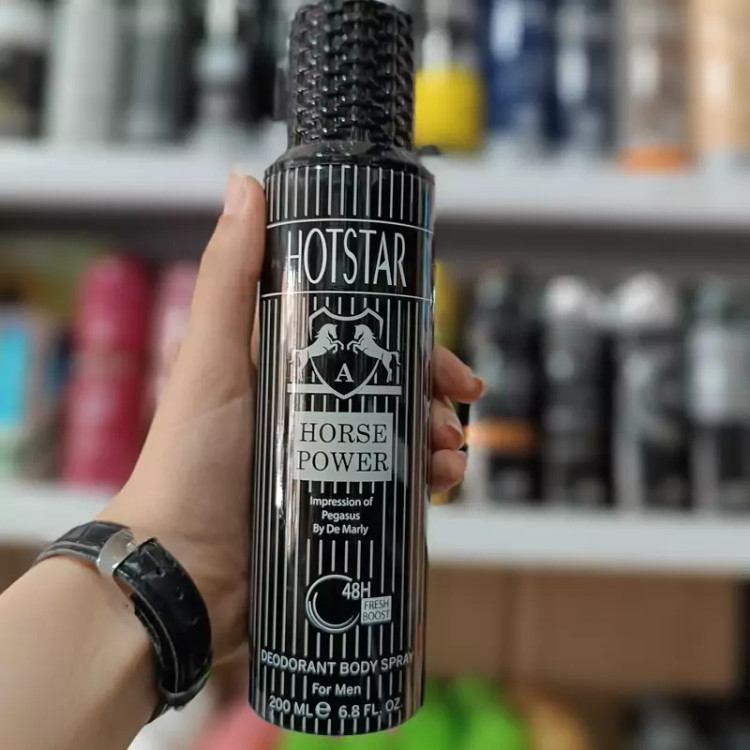 HOTSTAR
A
HORSE
POWER
Impression of
Pegasus
By De Marly
48H
FRESH
BOOST
DEODORANT BODY SPRAY
For Men
200 ML ℮ 6.8 FL. OZ.